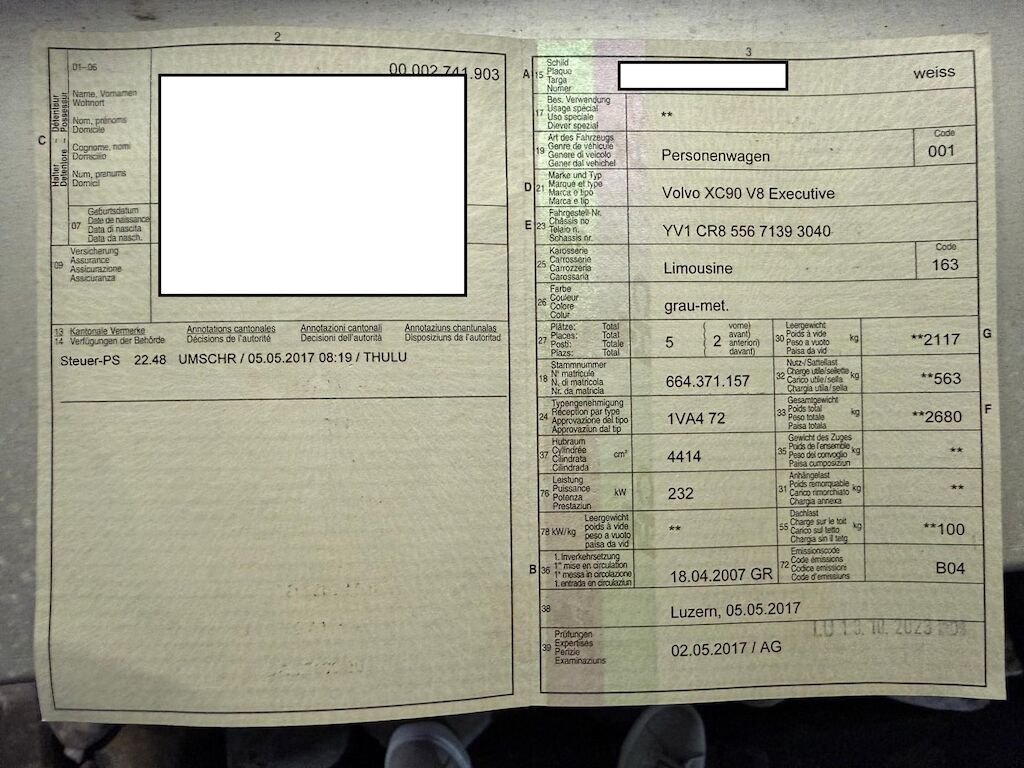 2
01–06
00.002.741.903
C
Halter Détenteur
Detentore Possessur
Name, Vornamen
Wohnort
Nom, prénoms
Domicile
Cognome, nomi
Domicilio
Num, prenums
Domicil
07
Geburtsdatum
Date de naissance
Data di nascita
Data da nasch.
09
Versicherung
Assurance
Assicurazione
Assicuranza
13 Kantonale Vermerke Annotations cantonales Annotazioni cantonali Annotaziuns chantunalas
14 Verfügungen der Behörde Décisions de l'autorité Decisioni dell'autorità Disposiziuns da l'autoritad
Steuer-PS 22.48 UMSCHR / 05.05.2017 08:19 / THULU
3
A 15
Schild
Plaque
Targa
Numer
weiss
17
Bes. Verwendung
Usage spécial
Uso speciale
Diever spezial
**
19
Art des Fahrzeugs
Genre de véhicule
Genere di veicolo
Gener dal vehichel
Personenwagen
Code
001
D 21
Marke und Typ
Marque et type
Marca e tipo
Marca e tip
Volvo XC90 V8 Executive
E 23
Fahrgestell-Nr.
Châssis no
Telaio n.
Schassis nr.
YV1 CR8 556 7139 3040
25
Karosserie
Carrosserie
Carrozzeria
Carossaria
Limousine
Code
163
26
Farbe
Couleur
Colore
Colur
grau-met.
27
Plätze: Total
Places: Total
Posti: Totale
Plazs: Total
5
( vorne)
( avant)
( anteriori)
davant)
2
30
Leergewicht
Poids à vide
Peso a vuoto
Paisa da vid
kg
**2117
G
18
Stammnummer
N° matricule
N. di matricola
Nr. da matricla
664.371.157
32
Nutz-/Sattellast
Charge utile/sellette
Carico utile/sella
Chargia utila/sella
kg
**563
24
Typengenehmigung
Réception par type
Approvazione del tipo
Approvaziun dal tip
1VA4 72
33
Gesamtgewicht
Poids total
Peso totale
Paisa totala
kg
**2680
F
37
Hubraum
Cylindrée
Cilindrata
Cilindrada
cm³
4414
35
Gewicht des Zuges
Poids de l'ensemble
Peso del convoglio
Paisa cumposiziun
kg
**
76
Leistung
Puissance
Potenza
Prestaziun
kW
232
31
Anhängelast
Poids remorquable
Carico rimorchiato
Chargia annexa
kg
**
78 kW/kg
Leergewicht
poids à vide
peso a vuoto
paisa da vid
**
55
Dachlast
Charge sur le toit
Carico sul tetto
Chargia sin il tetg
kg
**100
B 36
1. Inverkehrsetzung
1re mise en circulation
1a messa in circolazione
1. entrada en circulaziun
18.04.2007 GR
72
Emissionscode
Code émissions
Codice emissioni
Code d'emissiuns
B04
38
Luzern, 05.05.2017
LU 13.10.2023
39
Prüfungen
Expertises
Perizie
Examinaziuns
02.05.2017 / AG